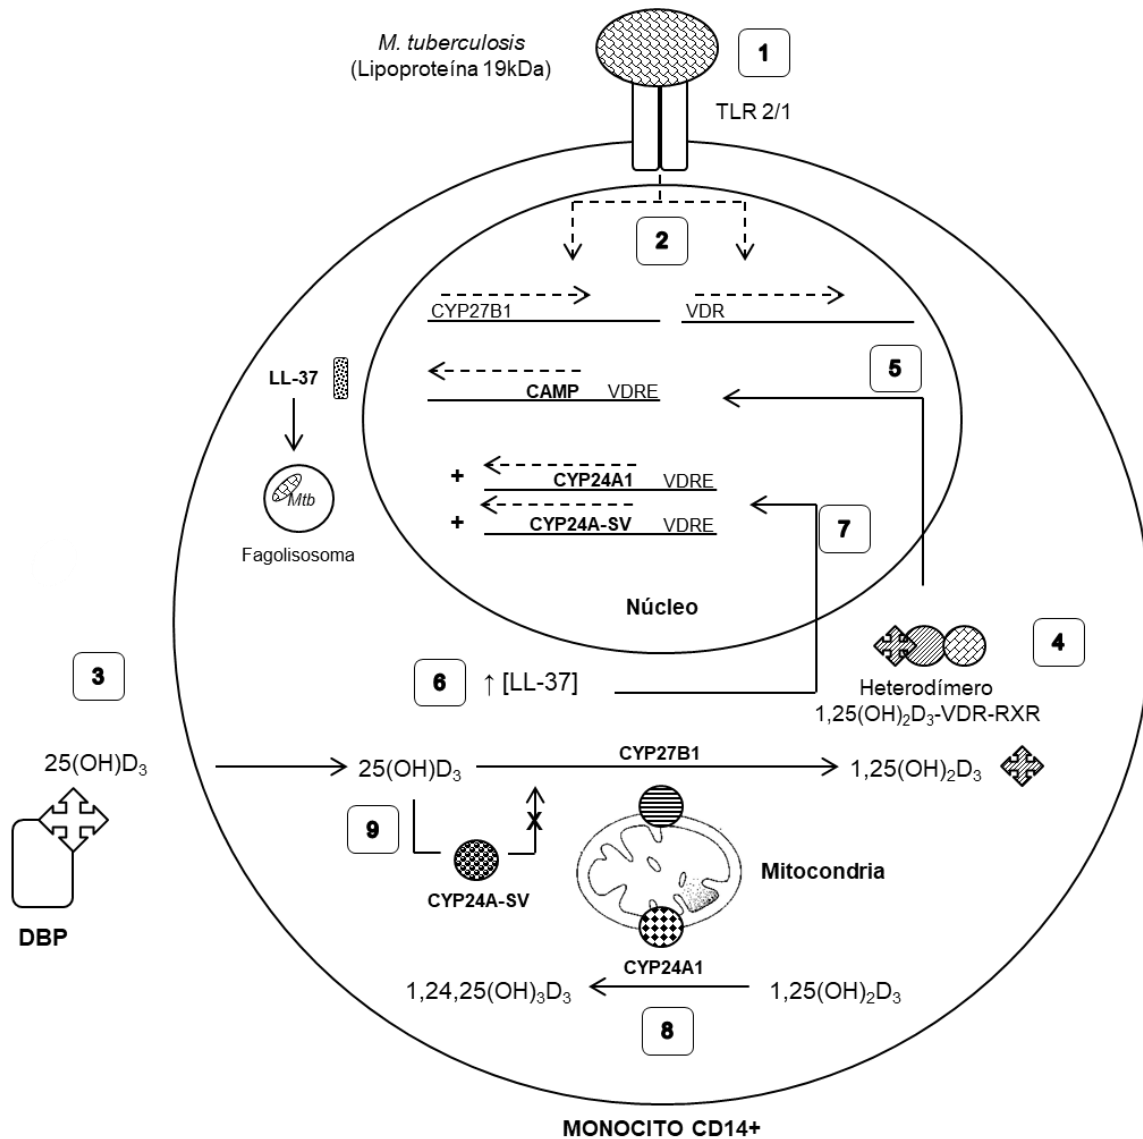 M. tuberculosis
(Lipoproteína 19kDa)
1
TLR 2/1
2
CYP27B1
VDR
5
LL-37
CAMP VDRE
+ CYP24A1 VDRE
Mtb
+ CYP24A-SV VDRE
7
Fagolisosoma
Núcleo
4
3
6 ↑ [LL-37]
Heterodímero
1,25(OH)₂D₃-VDR-RXR
25(OH)D₃
25(OH)D₃
CYP27B1
1,25(OH)₂D₃
9
X
CYP24A-SV
Mitocondria
DBP
CYP24A1
1,24,25(OH)₃D₃
1,25(OH)₂D₃
8
MONOCITO CD14+